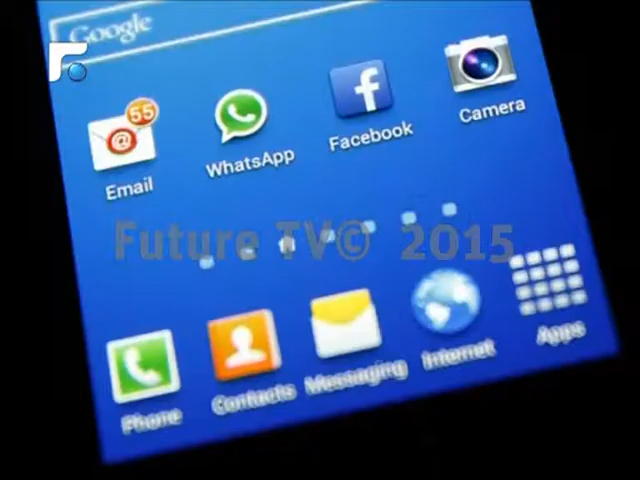 Google
55
Email
WhatsApp
Facebook
Camera
Future TV© 2015
Phone
Contacts
Messaging
Internet
Apps